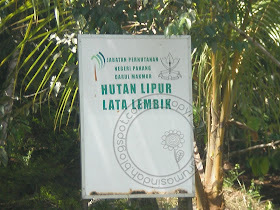 JABATAN PERHUTANAN
NEGERI PAHANG
DARUL MAKMUR
HUTAN LIPUR
LATA LEMBIK